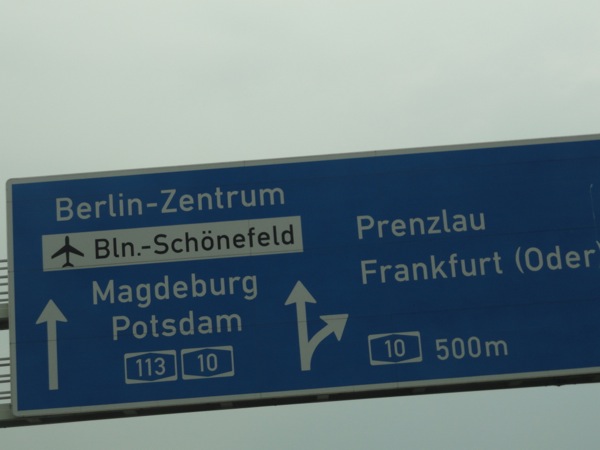 Berlin-Zentrum
Bln.-Schönefeld
Magdeburg
Potsdam
113 10
Prenzlau
Frankfurt (Oder)
10 500m